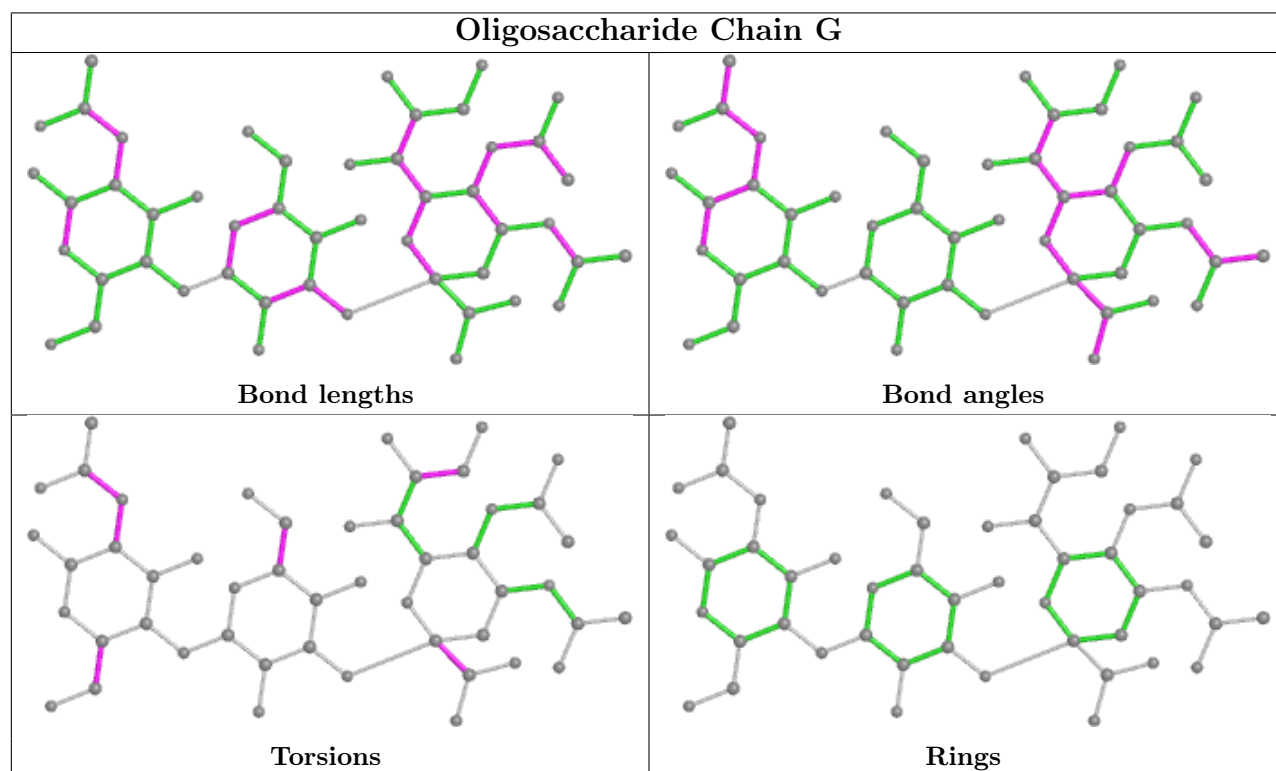 Oligosaccharide Chain G
Bond lengths
Bond angles
Torsions
Rings